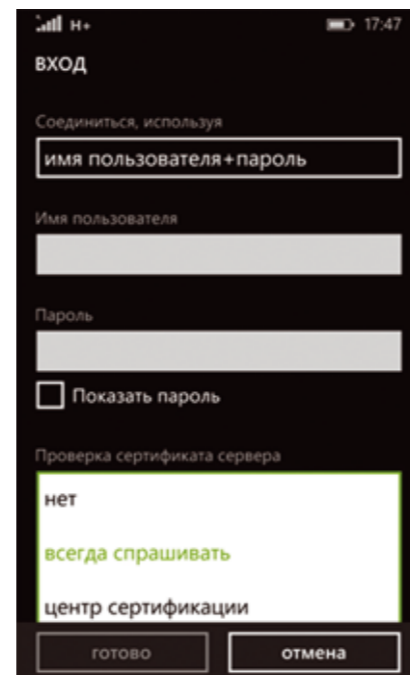 H+ 17:47
ВХОД
Соединиться, используя
имя пользователя+пароль
Имя пользователя
Пароль
Показать пароль
Проверка сертификата сервера
нет
всегда спрашивать
центр сертификации
готово отмена